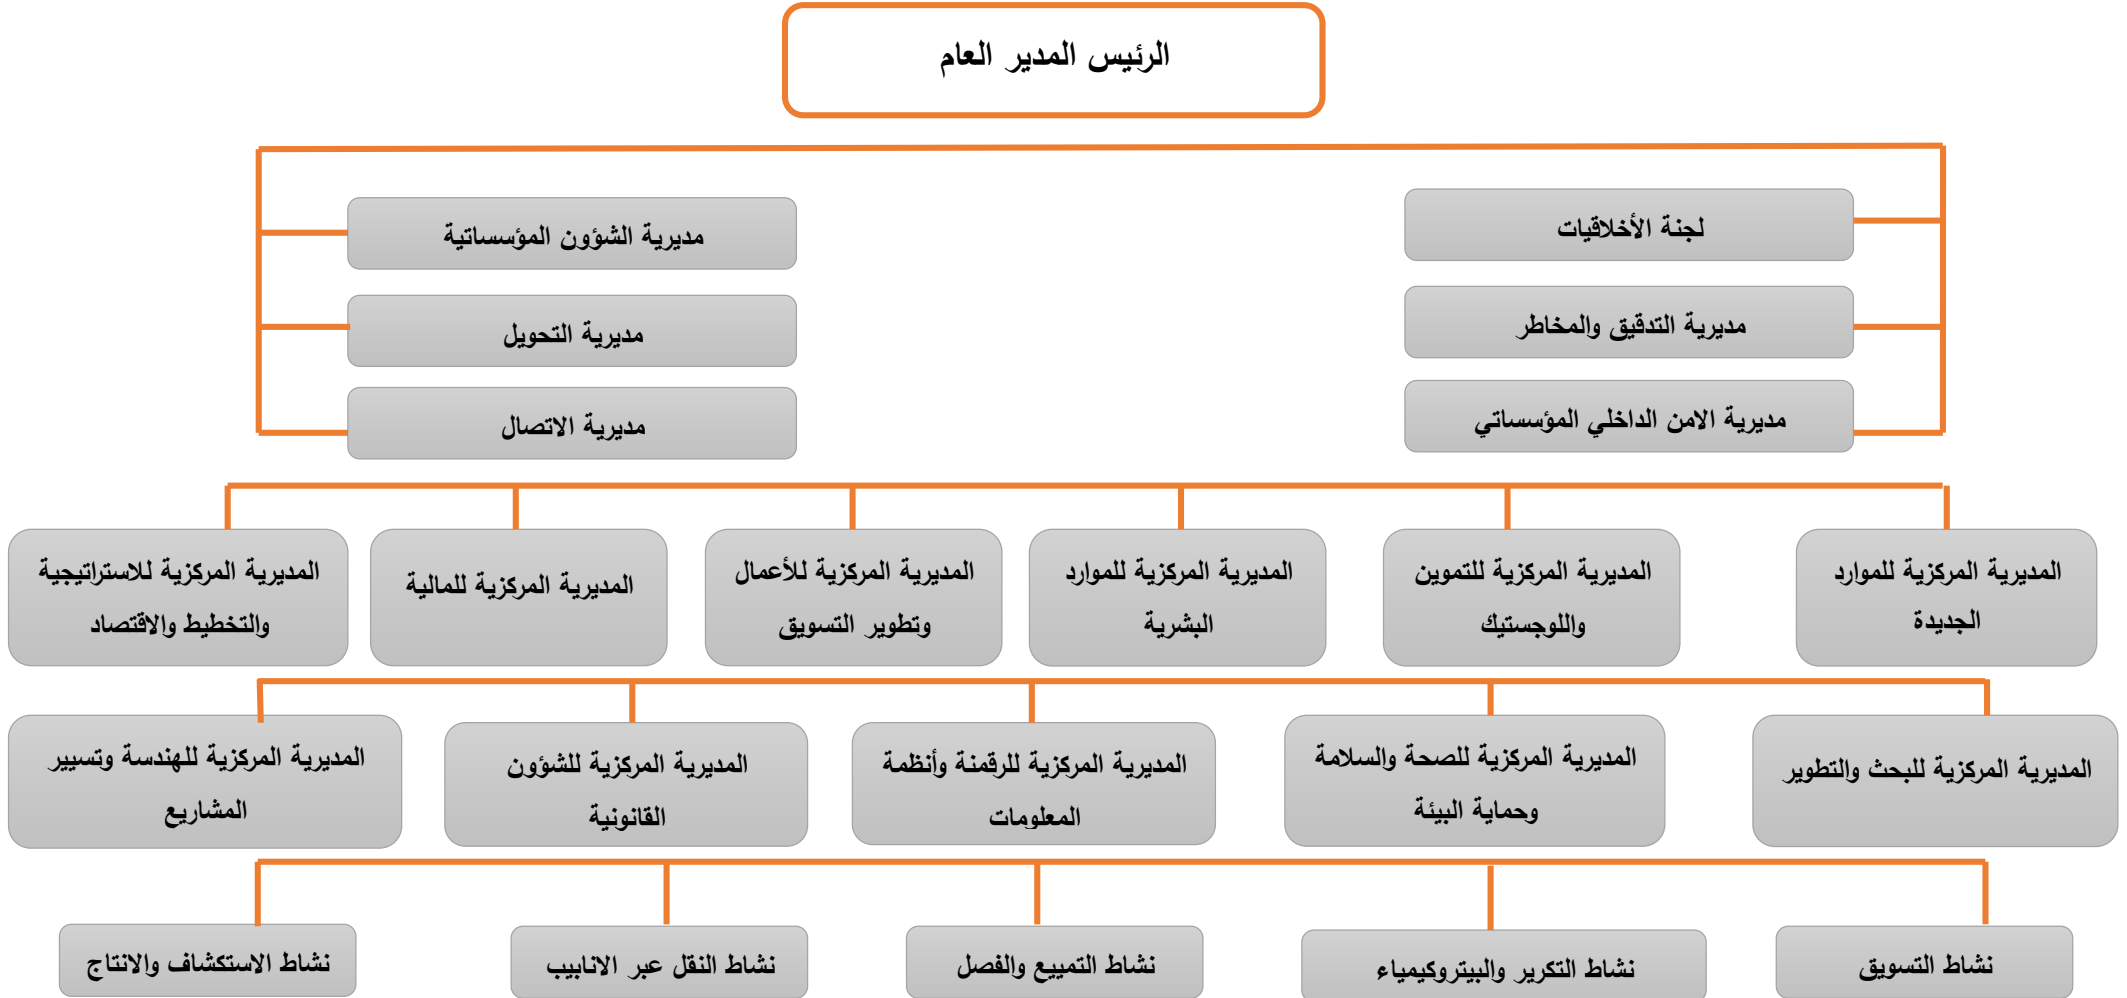 الرئيس المدير العام
لجنة الأخلاقيات
مديرية الشؤون المؤسساتية
مديرية التدقيق والمخاطر
مديرية التحويل
مديرية الامن الداخلي المؤسساتي
مديرية الاتصال
المديرية المركزية للموارد
الجديدة
المديرية المركزية للتموين
واللوجستيك
المديرية المركزية للموارد
البشرية
المديرية المركزية للأعمال
وتطوير التسويق
المديرية المركزية للمالية
المديرية المركزية للاستراتيجية
والتخطيط والاقتصاد
المديرية المركزية للبحث والتطوير
المديرية المركزية للصحة والسلامة
وحماية البيئة
المديرية المركزية للرقمنة وأنظمة
المعلومات
المديرية المركزية للشؤون
القانونية
المديرية المركزية للهندسة وتسيير
المشاريع
نشاط التسويق
نشاط التكرير والبيتروكيمياء
نشاط التمييع والفصل
نشاط النقل عبر الانابيب
نشاط الاستكشاف والانتاج